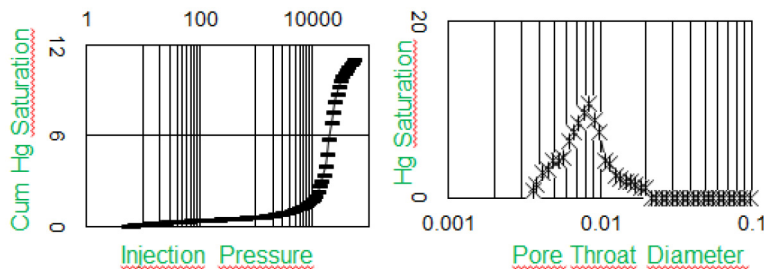 1 100 10000
12
6
0
Cum Hg Saturation
Injection Pressure
20
0
Hg Saturation
0.001 0.01 0.1
Pore Throat Diameter